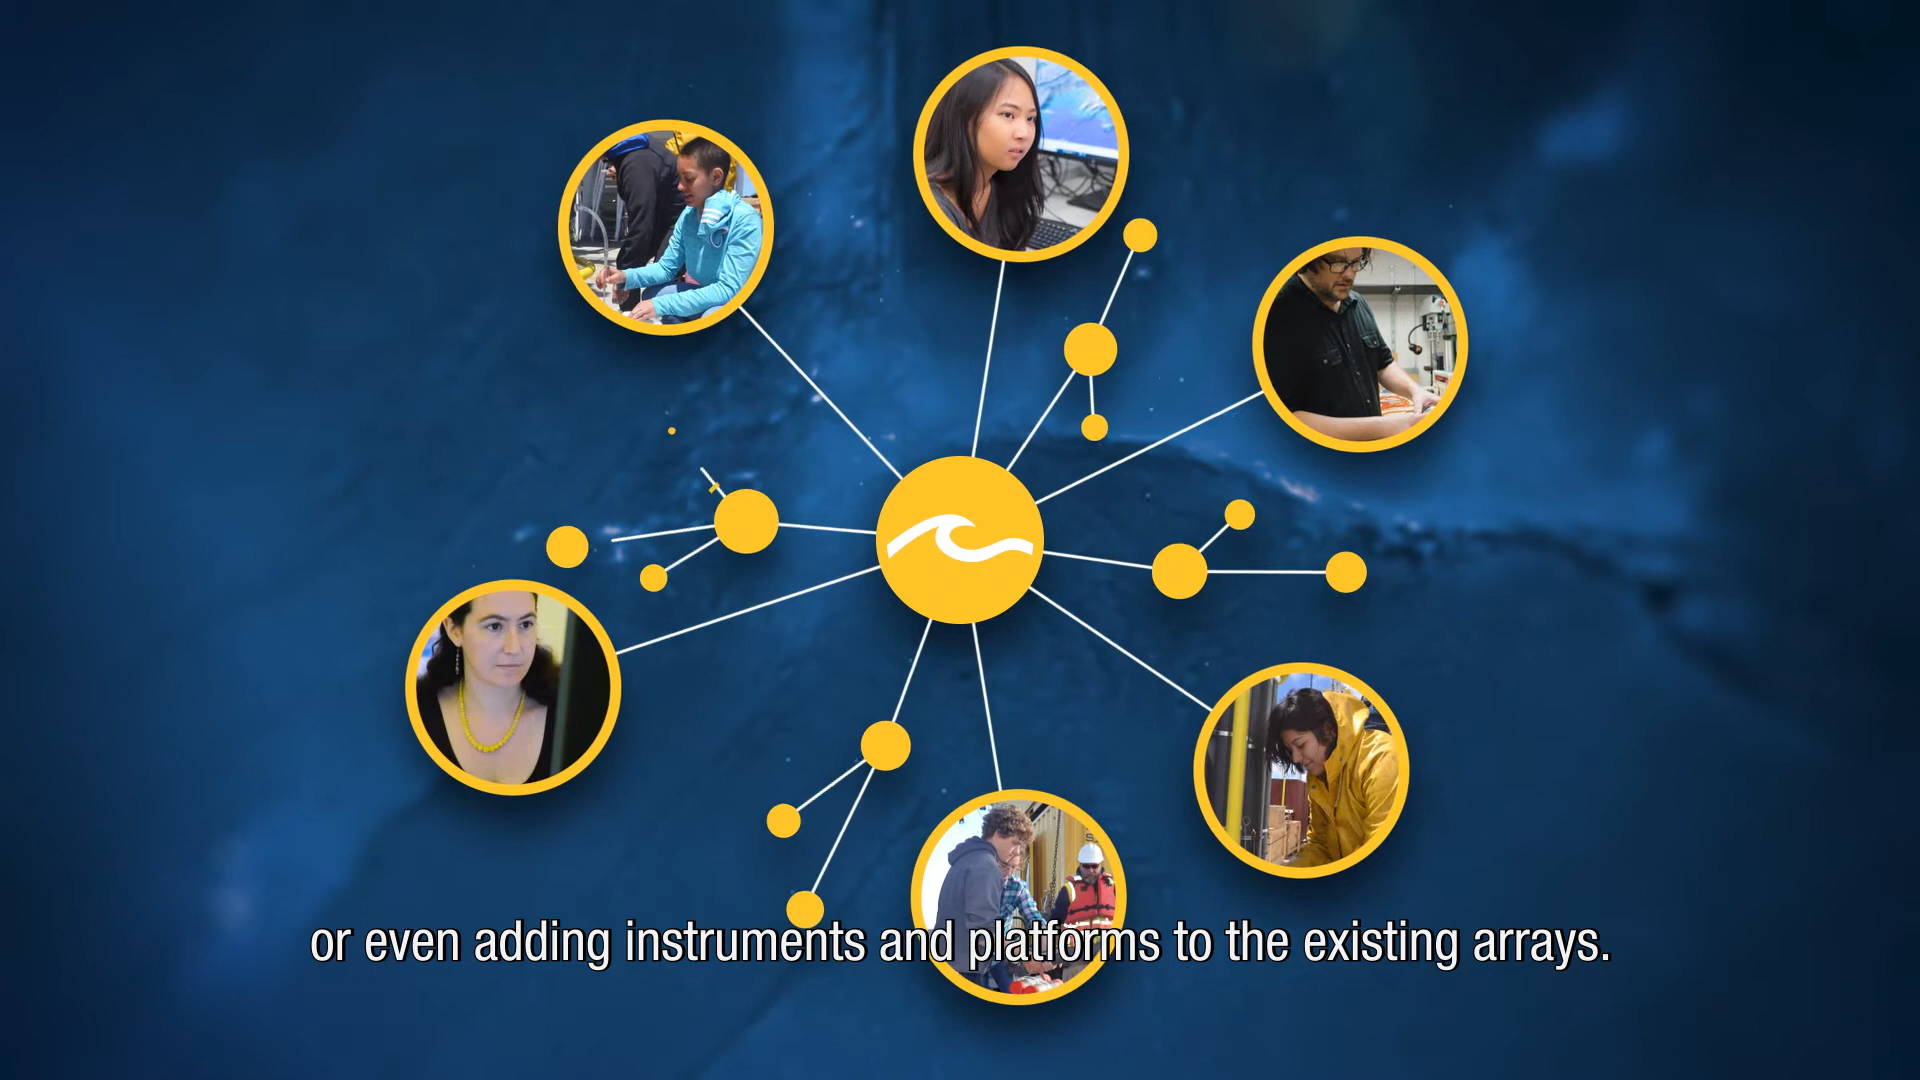 or even adding instruments and platforms to the existing arrays.